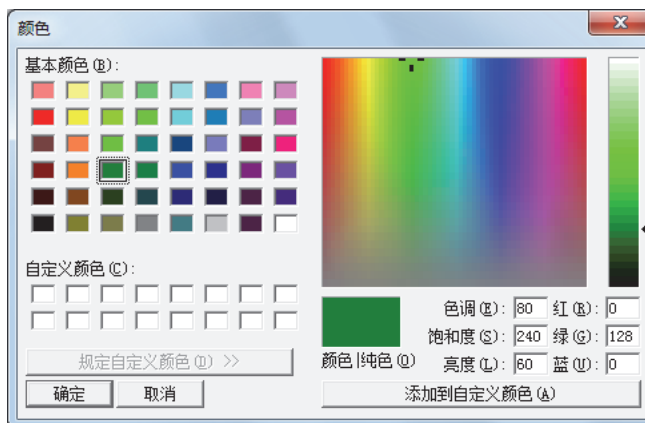 颜色
基本颜色(B):
自定义颜色(C):
规定自定义颜色(D) >>
确定 取消
颜色|纯色(O)
色调(E): 80 红(R): 0
饱和度(S): 240 绿(G): 128
亮度(L): 60 蓝(U): 0
添加到自定义颜色(A)